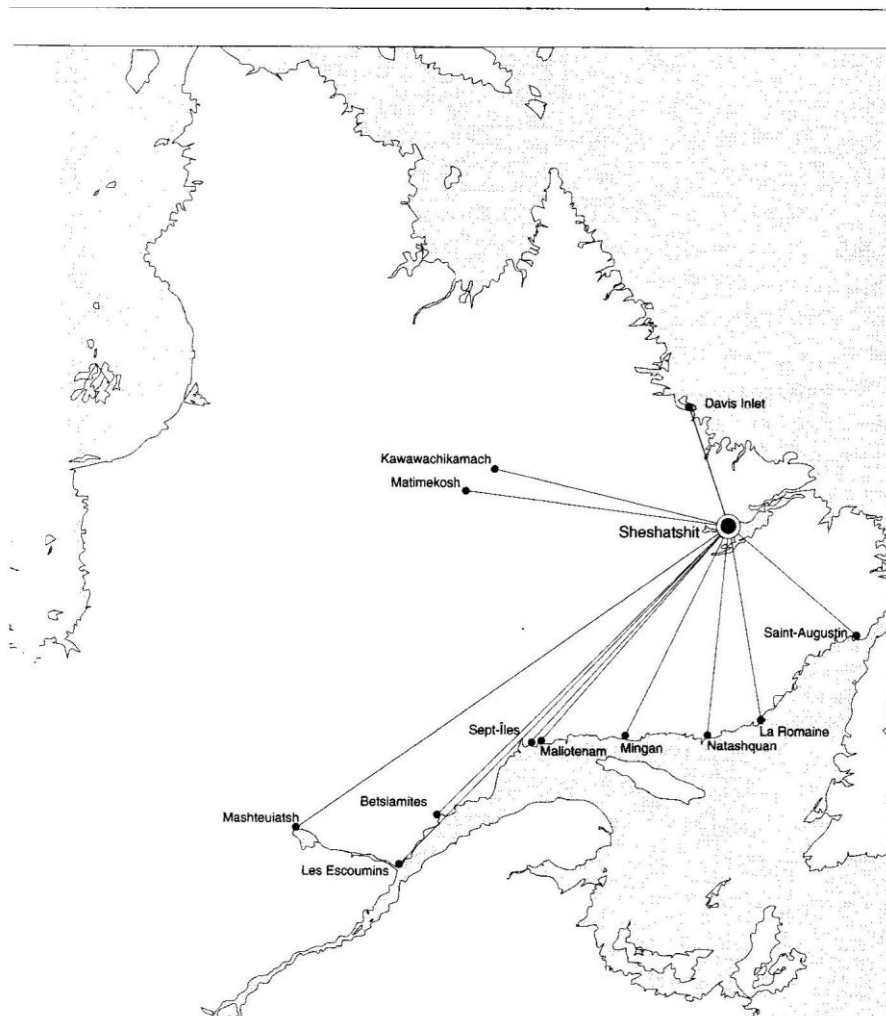 Davis Inlet
Kawawachikamach
Matimekosh
Sheshatshit
Saint-Augustin
Sept-Îles
La Romaine
Maliotenam
Mingan
Natashquan
Betsiamites
Mashteuiatsh
Les Escoumins